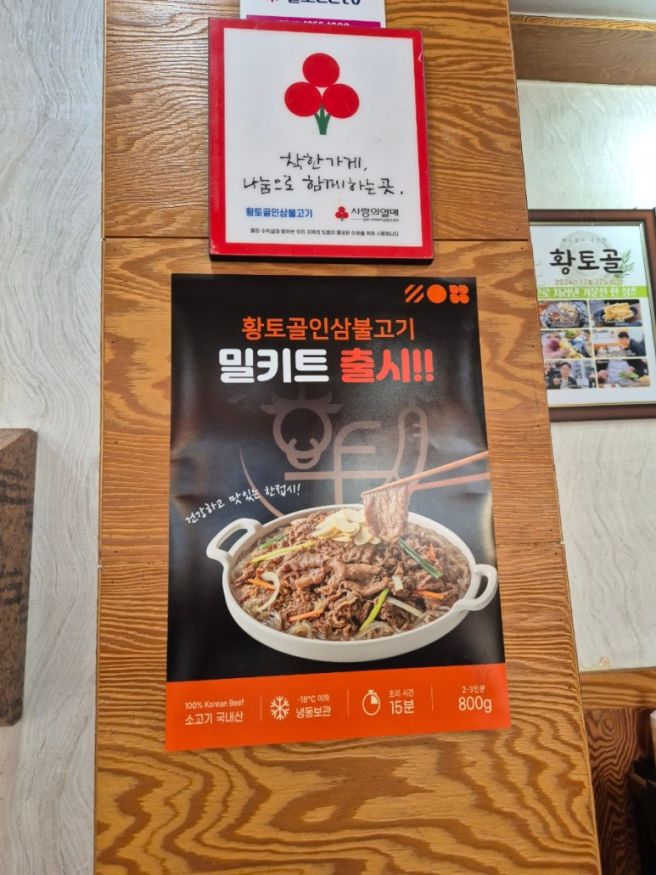 착한가게,
나눔으로 함께하는곳.
황토골인삼불고기
사랑의열매
황토골인삼불고기
밀키트 출시!!
건강하고 맛있는 한접시!
100% Korean Beef
소고기 국내산
-18°C 이하
냉동보관
조리 시간
15분
2-3인분
800g
황토골